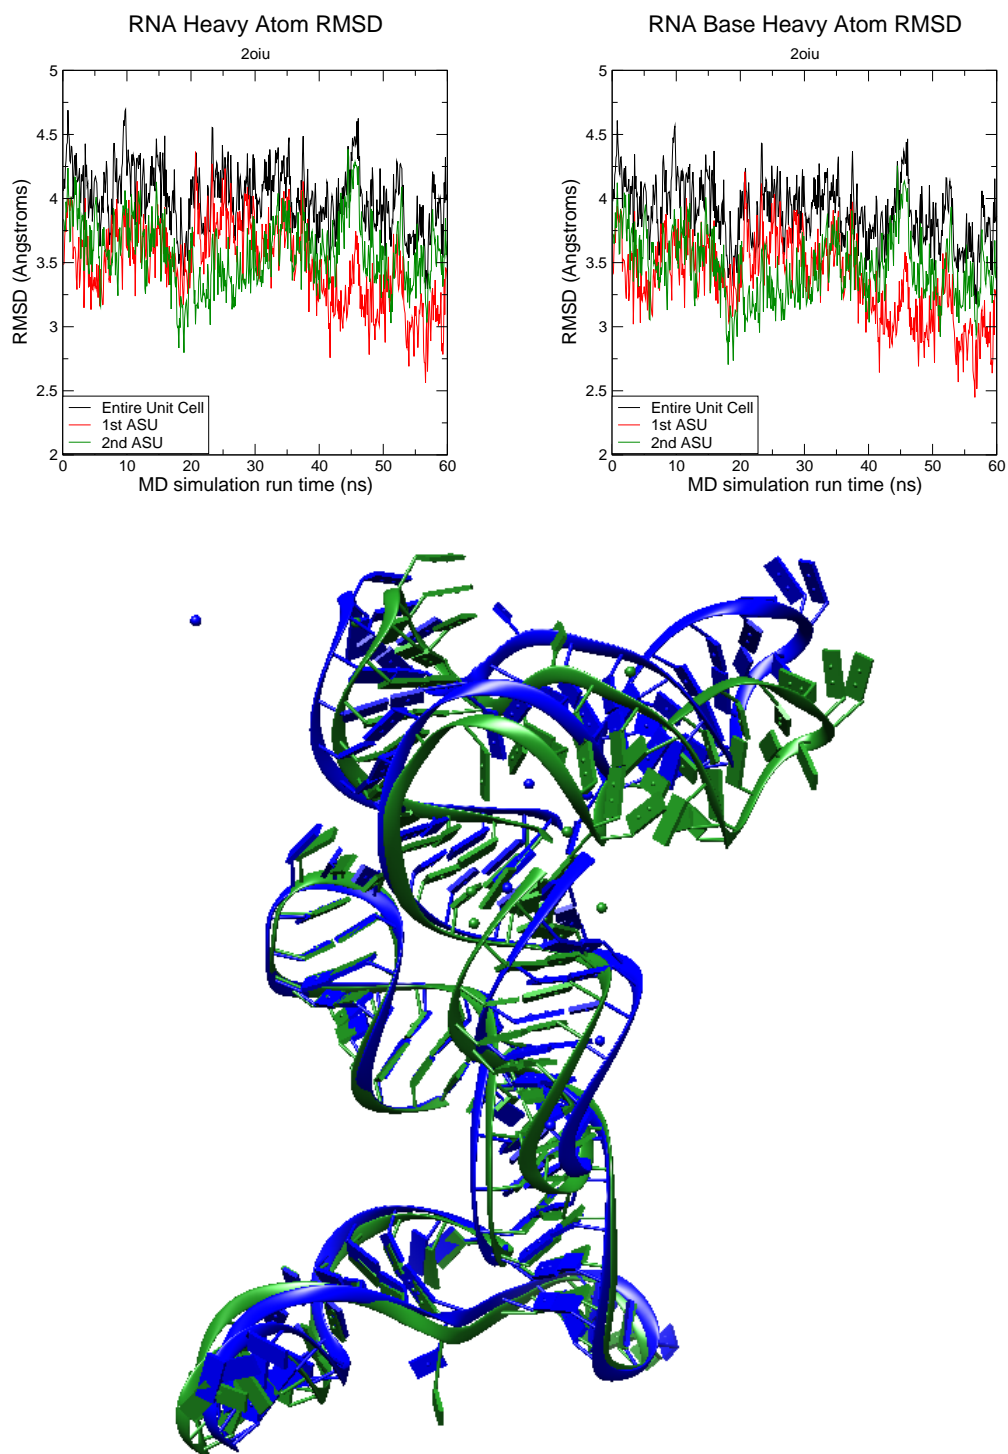 RNA Heavy Atom RMSD
2oiu
5
4.5
4
3.5
3
2.5
2
RMSD (Angstroms)
Entire Unit Cell
1st ASU
2nd ASU
0 10 20 30 40 50 60
MD simulation run time (ns)
RNA Base Heavy Atom RMSD
2oiu
5
4.5
4
3.5
3
2.5
2
RMSD (Angstroms)
Entire Unit Cell
1st ASU
2nd ASU
0 10 20 30 40 50 60
MD simulation run time (ns)